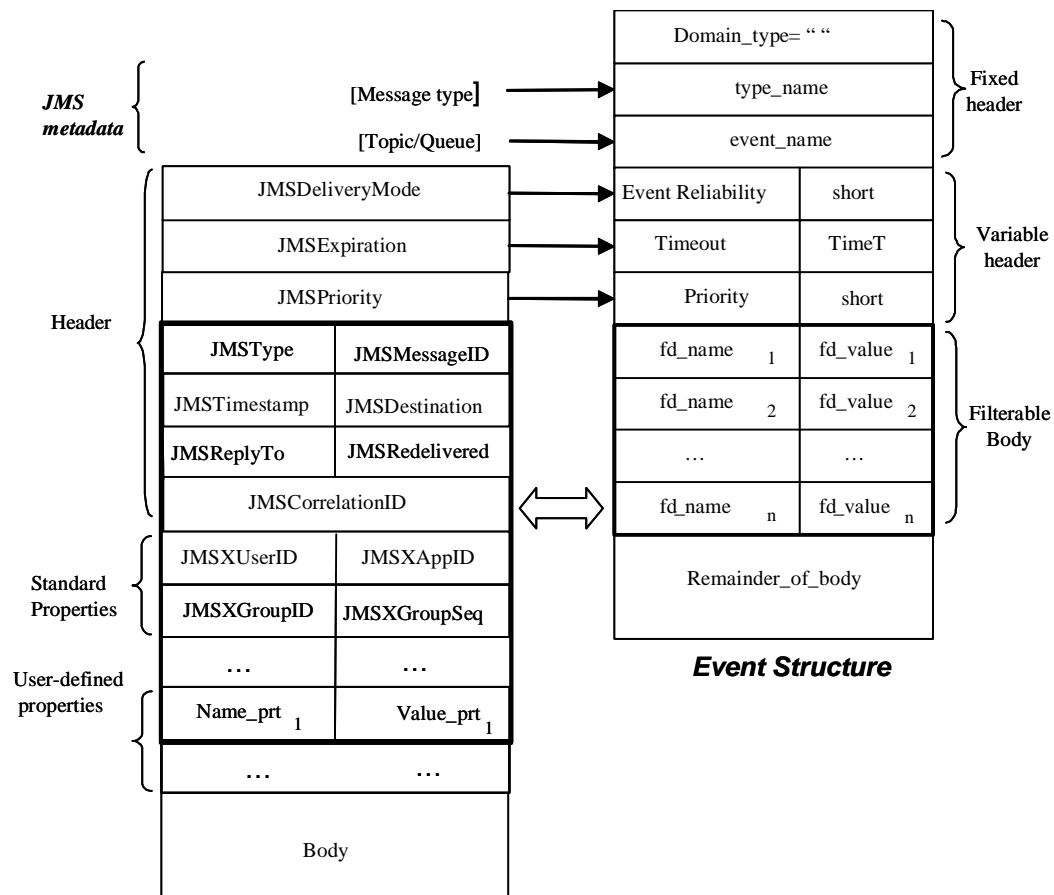 Domain_type= “ “
Fixed header
JMS metadata
[Message type]
type_name
[Topic/Queue]
event_name
Header
JMSDeliveryMode
Event Reliability
short
Variable header
JMSExpiration
Timeout
TimeT
JMSPriority
Priority
short
JMSType
JMSMessageID
fd_name 1
fd_value 1
Filterable Body
JMSTimestamp
JMSDestination
fd_name 2
fd_value 2
JMSReplyTo
JMSRedelivered
…
…
JMSCorrelationID
fd_name n
fd_value n
Standard Properties
JMSXUserID
JMSXAppID
Remainder_of_body
JMSXGroupID
JMSXGroupSeq
…
…
Event Structure
User-defined properties
Name_prt 1
Value_prt 1
…
…
Body